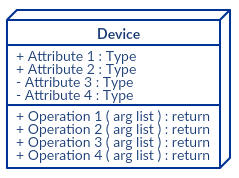 Device
+ Attribute 1 : Type
+ Attribute 2 : Type
- Attribute 3 : Type
- Attribute 4 : Type
+ Operation 1 ( arg list ) : return
+ Operation 2 ( arg list ) : return
+ Operation 3 ( arg list ) : return
+ Operation 4 ( arg list ) : return